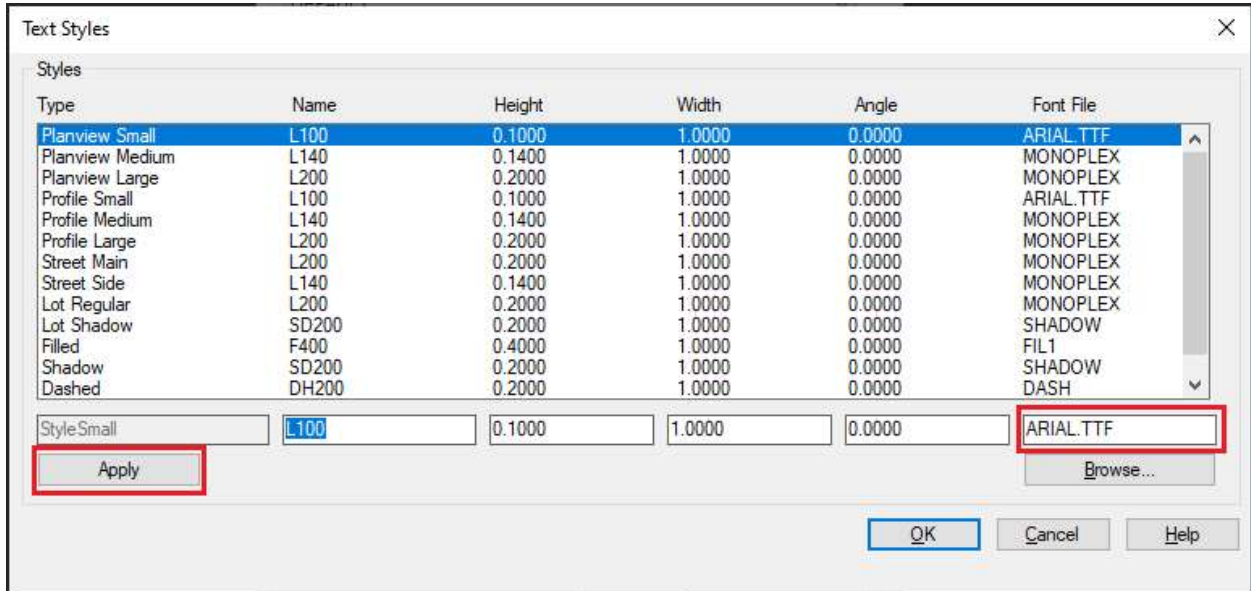 Text Styles
Styles
Type Name Height Width Angle Font File
Planview Small L100 0.1000 1.0000 0.0000 ARIAL.TTF
Planview Medium L140 0.1400 1.0000 0.0000 MONOPLEX
Planview Large L200 0.2000 1.0000 0.0000 MONOPLEX
Profile Small L100 0.1000 1.0000 0.0000 ARIAL.TTF
Profile Medium L140 0.1400 1.0000 0.0000 MONOPLEX
Profile Large L200 0.2000 1.0000 0.0000 MONOPLEX
Street Main L200 0.2000 1.0000 0.0000 MONOPLEX
Street Side L140 0.1400 1.0000 0.0000 MONOPLEX
Lot Regular L200 0.2000 1.0000 0.0000 MONOPLEX
Lot Shadow SD200 0.2000 1.0000 0.0000 SHADOW
Filled F400 0.4000 1.0000 0.0000 FIL1
Shadow SD200 0.2000 1.0000 0.0000 SHADOW
Dashed DH200 0.2000 1.0000 0.0000 DASH
StyleSmall L100 0.1000 1.0000 0.0000 ARIAL.TTF
Apply Browse...
OK Cancel Help